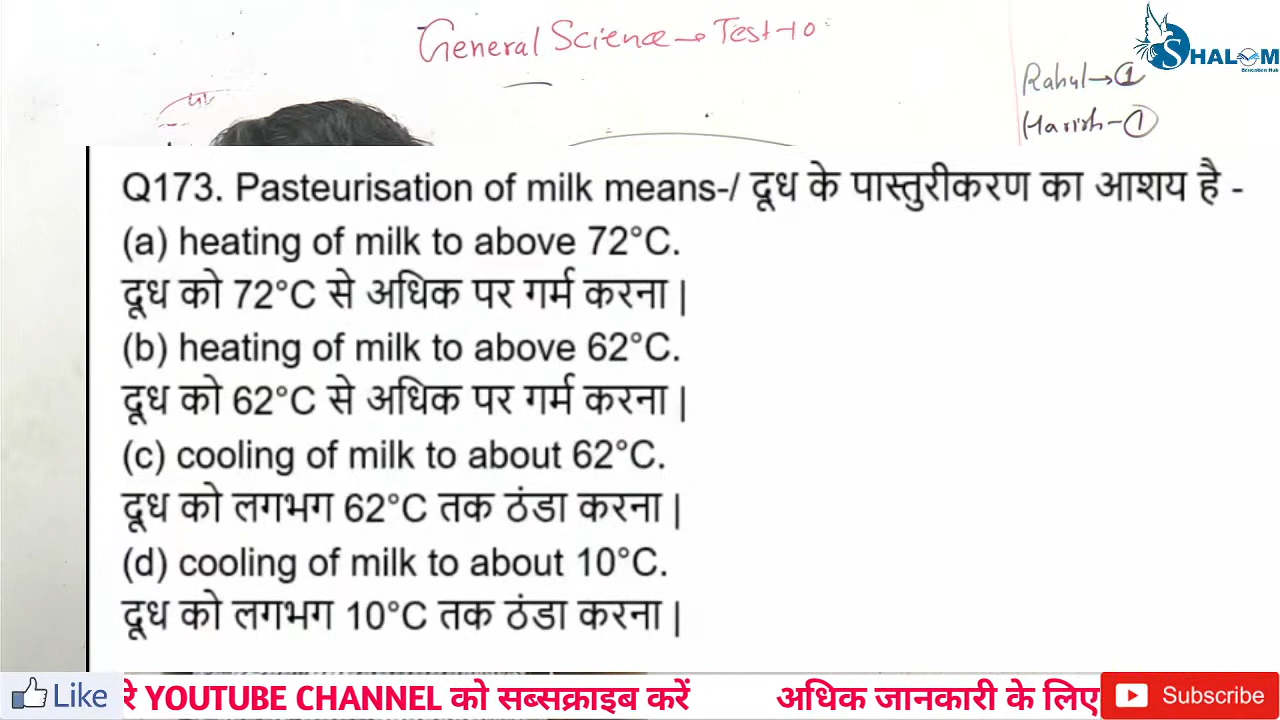 General Science → Test-10
SHALOM
Education Hub
Rahul → 1
Harish - 1
Q173. Pasteurisation of milk means-/ दूध के पास्तुरीकरण का आशय है -
(a) heating of milk to above 72°C.
दूध को 72°C से अधिक पर गर्म करना |
(b) heating of milk to above 62°C.
दूध को 62°C से अधिक पर गर्म करना |
(c) cooling of milk to about 62°C.
दूध को लगभग 62°C तक ठंडा करना |
(d) cooling of milk to about 10°C.
दूध को लगभग 10°C तक ठंडा करना |
Like
रे YOUTUBE CHANNEL को सब्सक्राइब करें अधिक जानकारी के लिए
Subscribe